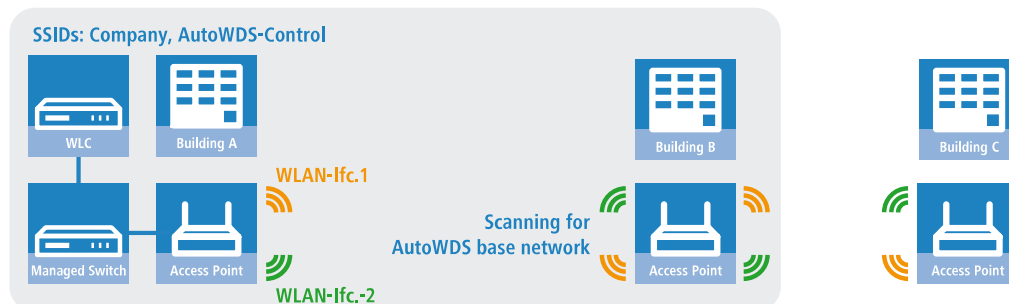 SSIDs: Company, AutoWDS-Control
WLC
Building A
Building B
Building C
WLAN-Ifc.1
Scanning for
AutoWDS base network
Managed Switch
Access Point
Access Point
Access Point
WLAN-Ifc.-2